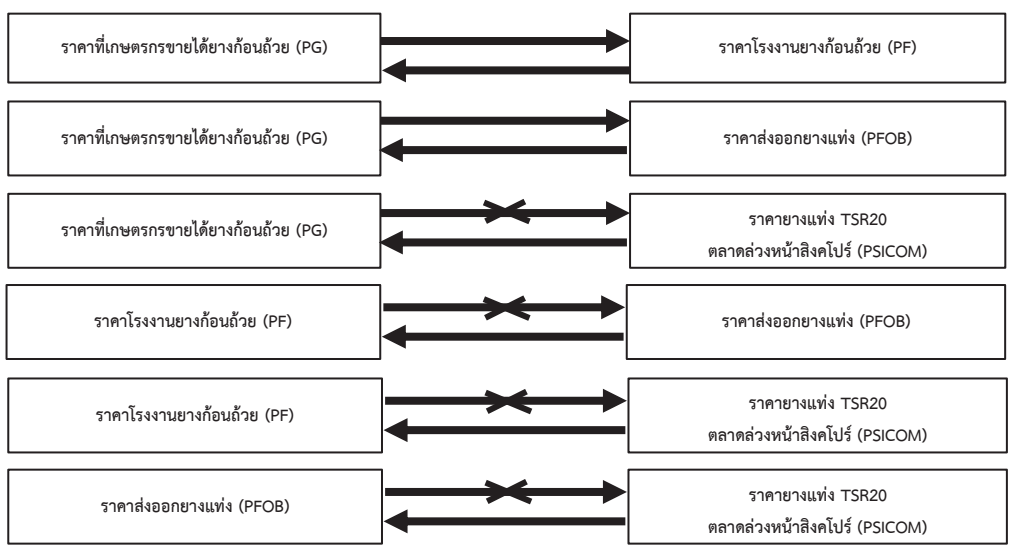 ราคาที่เกษตรกรขายได้ยางก้อนถ้วย (PG)
ราคาโรงงานยางก้อนถ้วย (PF)
ราคาที่เกษตรกรขายได้ยางก้อนถ้วย (PG)
ราคาส่งออกยางแท่ง (PFOB)
ราคาที่เกษตรกรขายได้ยางก้อนถ้วย (PG)
ราคายางแท่ง TSR20
ตลาดล่วงหน้าสิงคโปร์ (PSICOM)
ราคาโรงงานยางก้อนถ้วย (PF)
ราคาส่งออกยางแท่ง (PFOB)
ราคาโรงงานยางก้อนถ้วย (PF)
ราคายางแท่ง TSR20
ตลาดล่วงหน้าสิงคโปร์ (PSICOM)
ราคาส่งออกยางแท่ง (PFOB)
ราคายางแท่ง TSR20
ตลาดล่วงหน้าสิงคโปร์ (PSICOM)